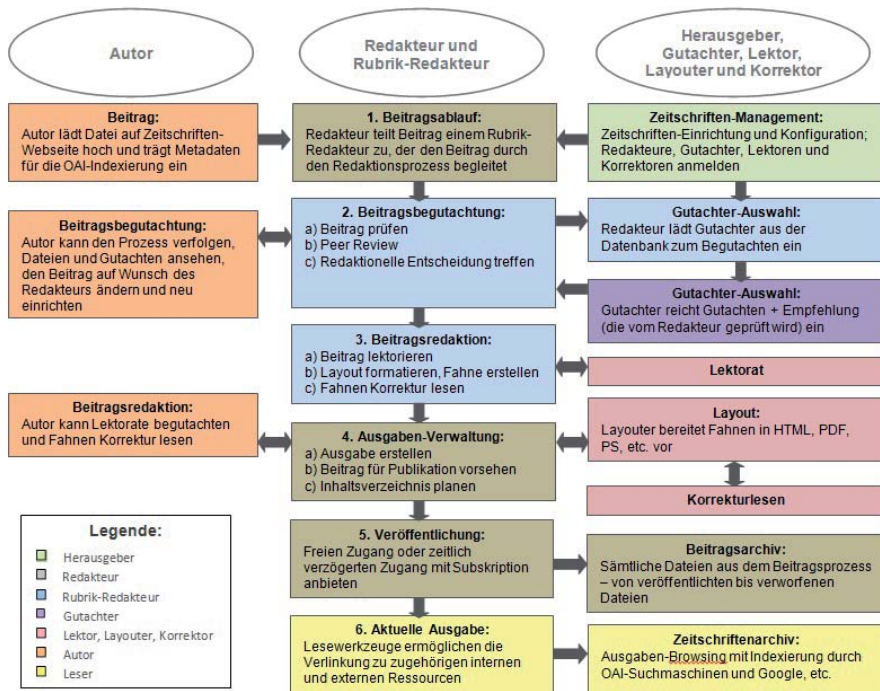 Autor
Redakteur und
Rubrik-Redakteur
Herausgeber,
Gutachter, Lektor,
Layouter und Korrektor
Beitrag:
Autor lädt Datei auf Zeitschriften-
Webseite hoch und trägt Metadaten
für die OAI-Indexierung ein
1. Beitragsablauf:
Redakteur teilt Beitrag einem Rubrik-
Redakteur zu, der den Beitrag durch
den Redaktionsprozess begleitet
Zeitschriften-Management:
Zeitschriften-Einrichtung und Konfiguration;
Redakteure, Gutachter, Lektoren und
Korrektoren anmelden
Beitragsbegutachtung:
Autor kann den Prozess verfolgen,
Dateien und Gutachten ansehen,
den Beitrag auf Wunsch des
Redakteurs ändern und neu
einrichten
2. Beitragsbegutachtung:
a) Beitrag prüfen
b) Peer Review
c) Redaktionelle Entscheidung treffen
Gutachter-Auswahl:
Redakteur lädt Gutachter aus der
Datenbank zum Begutachten ein
Gutachter-Auswahl:
Gutachter reicht Gutachten + Empfehlung
(die vom Redakteur geprüft wird) ein
3. Beitragsredaktion:
a) Beitrag lektorieren
b) Layout formatieren, Fahne erstellen
c) Fahnen Korrektur lesen
Lektorat
Beitragsredaktion:
Autor kann Lektorate begutachten
und Fahnen Korrektur lesen
4. Ausgaben-Verwaltung:
a) Ausgabe erstellen
b) Beitrag für Publikation vorsehen
c) Inhaltsverzeichnis planen
Layout:
Layouter bereitet Fahnen in HTML, PDF,
PS, etc. vor
Korrekturlesen
5. Veröffentlichung:
Freien Zugang oder zeitlich
verzögerten Zugang mit Subskription
anbieten
Beitragsarchiv:
Sämtliche Dateien aus dem Beitragsprozess
– von veröffentlichten bis verworfenen
Dateien
6. Aktuelle Ausgabe:
Lesewerkzeuge ermöglichen die
Verlinkung zu zugehörigen internen
und externen Ressourcen
Zeitschriftenarchiv:
Ausgaben-Browsing mit Indexierung durch
OAI-Suchmaschinen und Google, etc.
Legende:
Herausgeber
Redakteur
Rubrik-Redakteur
Gutachter
Lektor, Layouter, Korrektor
Autor
Leser